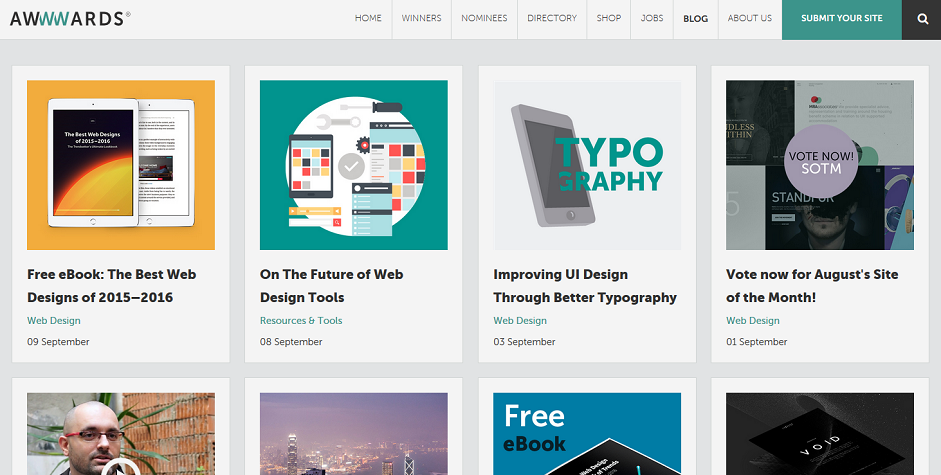 AWWWARDS®
HOME
WINNERS
NOMINEES
DIRECTORY
SHOP
JOBS
BLOG
ABOUT US
SUBMIT YOUR SITE
The Best Web Designs
of 2015–2016
TYPO
GRAPHY
VOTE NOW!
SOTM
STANDFUR
Free eBook: The Best Web
Designs of 2015–2016
Web Design
09 September
On The Future of Web
Design Tools
Resources & Tools
08 September
Improving UI Design
Through Better Typography
Web Design
03 September
Vote now for August's Site
of the Month!
Web Design
01 September
Free
eBook
VOID